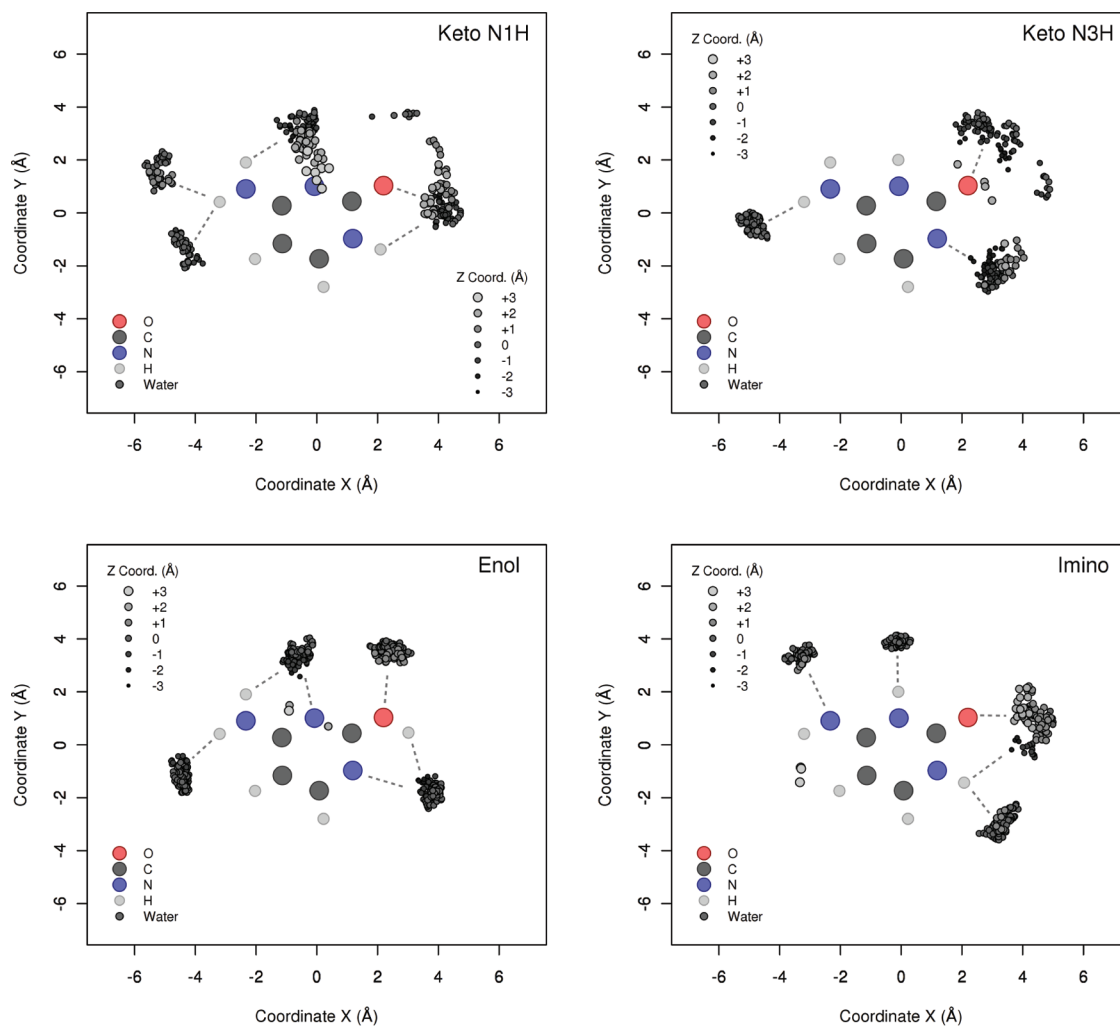 Keto N1H
Coordinate Y (Å)
6
4
2
0
-2
-4
-6
Z Coord. (Å)
+3
+2
+1
0
-1
-2
-3
O
C
N
H
Water
-6 -4 -2 0 2 4 6
Coordinate X (Å)
Keto N3H
Z Coord. (Å)
+3
+2
+1
0
-1
-2
-3
Coordinate Y (Å)
6
4
2
0
-2
-4
-6
O
C
N
H
Water
-6 -4 -2 0 2 4 6
Coordinate X (Å)
Enol
Z Coord. (Å)
+3
+2
+1
0
-1
-2
-3
Coordinate Y (Å)
6
4
2
0
-2
-4
-6
O
C
N
H
Water
-6 -4 -2 0 2 4 6
Coordinate X (Å)
Imino
Z Coord. (Å)
+3
+2
+1
0
-1
-2
-3
Coordinate Y (Å)
6
4
2
0
-2
-4
-6
O
C
N
H
Water
-6 -4 -2 0 2 4 6
Coordinate X (Å)